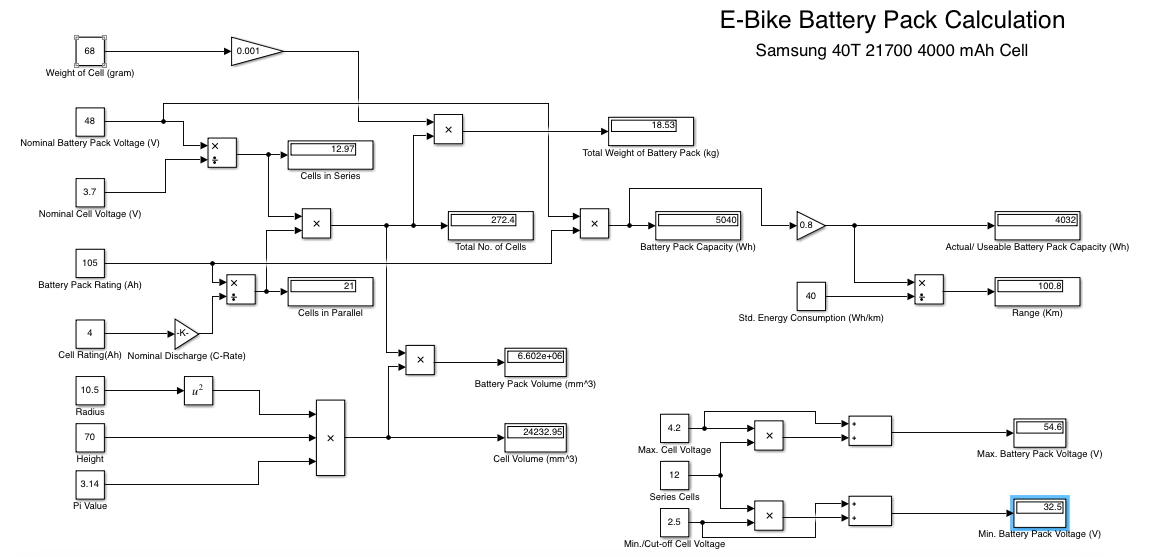 E-Bike Battery Pack Calculation
Samsung 40T 21700 4000 mAh Cell
68
Weight of Cell (gram)
0.001
48
Nominal Battery Pack Voltage (V)
×
÷
12.97
Cells in Series
×
18.53
Total Weight of Battery Pack (kg)
3.7
Nominal Cell Voltage (V)
×
272.4
Total No. of Cells
×
5040
Battery Pack Capacity (Wh)
0.8
4032
Actual/ Useable Battery Pack Capacity (Wh)
105
Battery Pack Rating (Ah)
×
÷
21
Cells in Parallel
40
Std. Energy Consumption (Wh/km)
×
÷
100.8
Range (Km)
4
Cell Rating(Ah)
-K-
Nominal Discharge (C-Rate)
×
6.602e+06
Battery Pack Volume (mm^3)
10.5
Radius
u²
70
Height
×
24232.95
Cell Volume (mm^3)
3.14
Pi Value
4.2
Max. Cell Voltage
×
+
+
54.6
Max. Battery Pack Voltage (V)
12
Series Cells
2.5
Min./Cut-off Cell Voltage
×
+
+
32.5
Min. Battery Pack Voltage (V)